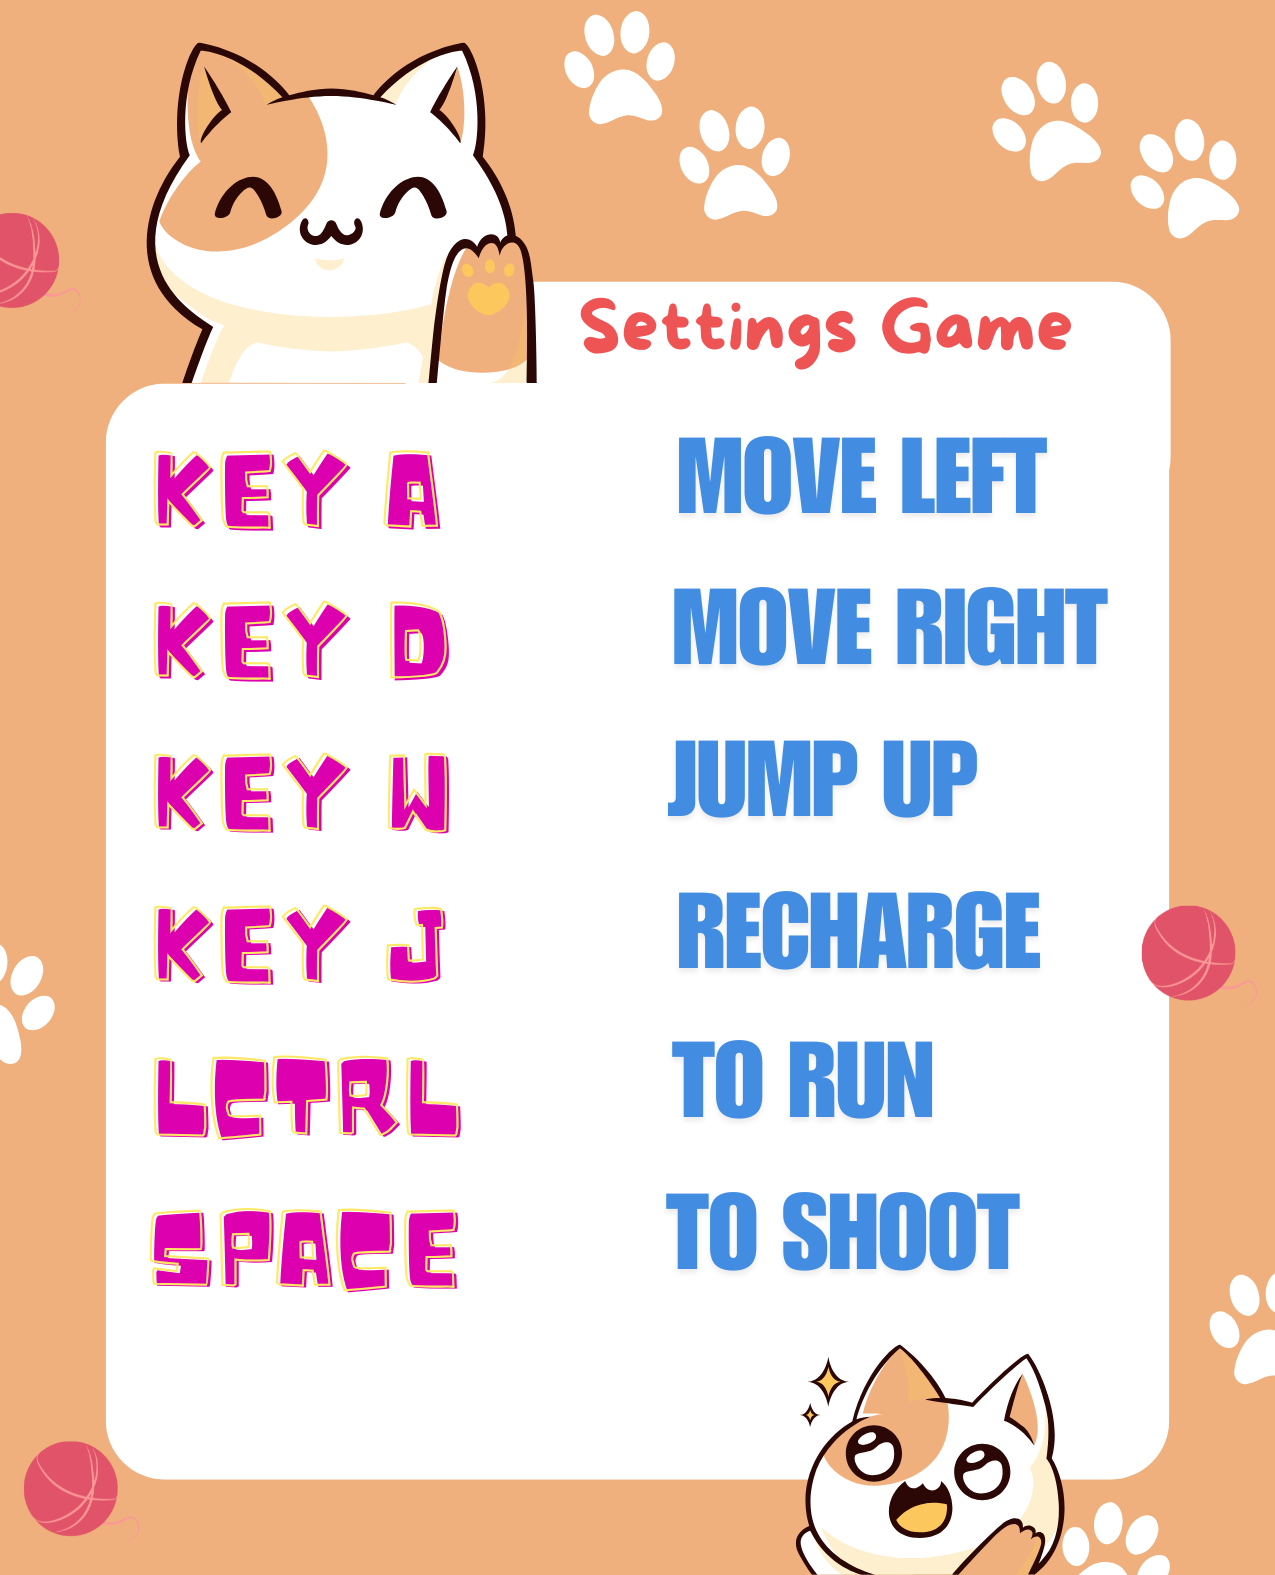 Settings Game
KEY A MOVE LEFT
KEY D MOVE RIGHT
KEY W JUMP UP
KEY J RECHARGE
LCTRL TO RUN
SPACE TO SHOOT